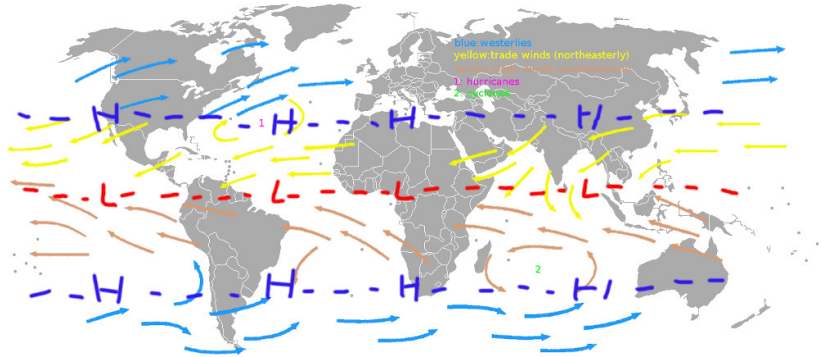 blue:westerlies
yellow:trade winds (northeasterly)
1. hurricanes
2. cyclones
H H H H
1
L L L L
2
H H H H